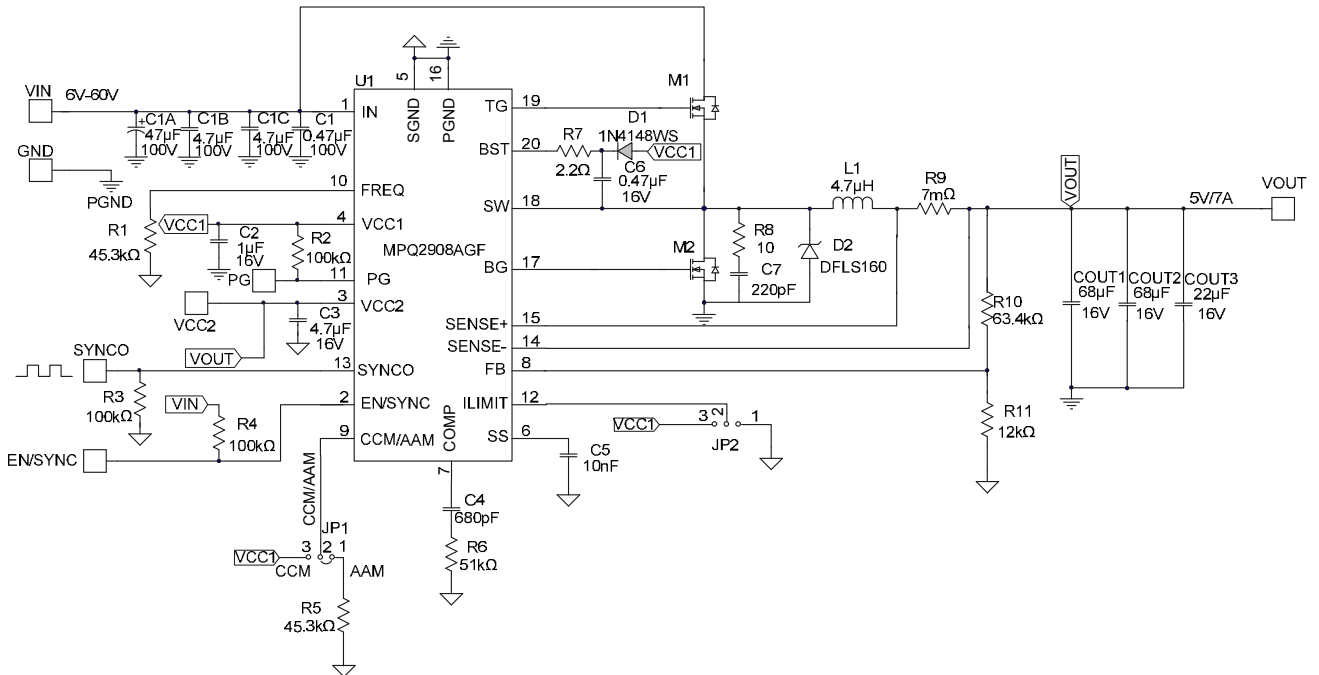 U1
VIN
6V-60V
+C1A
47µF
100V
C1B
4.7µF
100V
C1C
4.7µF
100V
C1
0.47µF
100V
GND
PGND
5
16
SGND
PGND
1
IN
10
FREQ
R1
45.3kΩ
VCC1
4
VCC1
C2
1µF
16V
R2
100kΩ
MPQ2908AGF
PG
11
PG
VCC2
3
VCC2
C3
4.7µF
16V
VOUT
SYNCO
13
SYNCO
R3
100kΩ
VIN
R4
100kΩ
2
EN/SYNC
EN/SYNC
9
CCM/AAM
CCM/AAM
JP1
VCC1
3
2
1
CCM
AAM
R5
45.3kΩ
COMP
7
C4
680pF
R6
51kΩ
TG
19
M1
BST
20
R7
2.2Ω
D1
1N4148WS
VCC1
C6
0.47µF
16V
SW
18
BG
17
M2
R8
10
C7
220pF
D2
DFLS160
L1
4.7µH
R9
7mΩ
SENSE+
15
SENSE-
14
FB
8
ILIMIT
12
VCC1
3
2
1
JP2
SS
6
C5
10nF
R10
63.4kΩ
R11
12kΩ
VOUT
5V/7A
VOUT
COUT1
68µF
16V
COUT2
68µF
16V
COUT3
22µF
16V